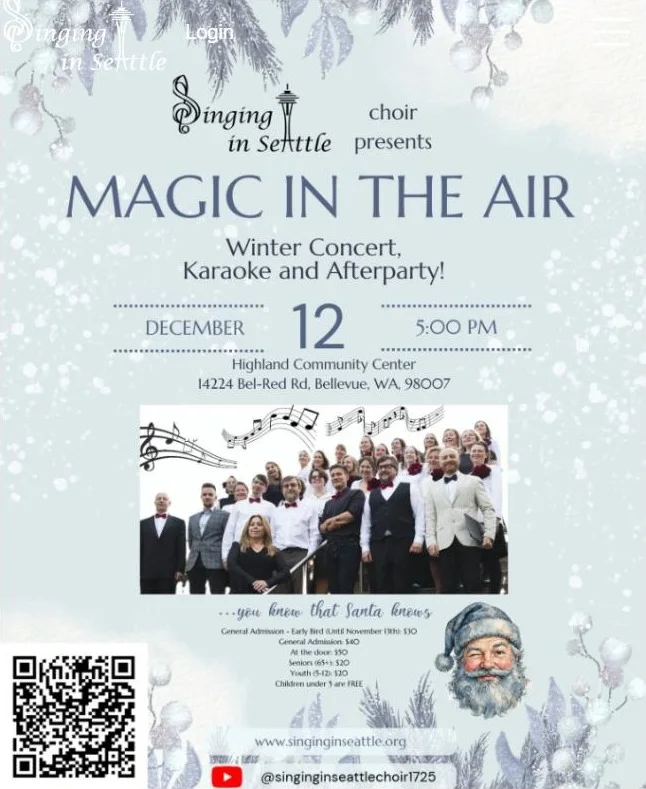 Singing
in Seattle
Login
Singing
in Seattle
choir
presents
MAGIC IN THE AIR
Winter Concert,
Karaoke and Afterparty!
DECEMBER
12
5:00 PM
Highland Community Center
14224 Bel-Red Rd, Bellevue, WA, 98007
...you know that Santa knows
General Admission - Early Bird (Until November 13th): $30
General Admission: $40
At the door: $50
Seniors (65+): $20
Youth (5-12): $20
Children under 5 are FREE
www.singinginseattle.org
@singinginseattlechoir1725